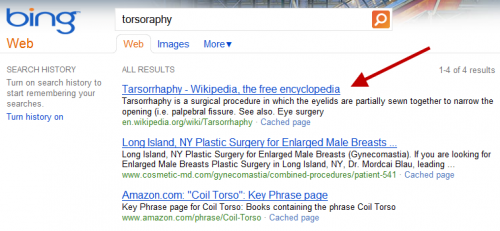 bing
torsoraphy
Web
Web Images More▾
SEARCH HISTORY
Turn on search history to
start remembering your
searches.
Turn history on
ALL RESULTS
1-4 of 4 results
Tarsorrhaphy - Wikipedia, the free encyclopedia
Tarsorrhaphy is a surgical procedure in which the eyelids are partially sewn together to narrow the
opening (i.e. palpebral fissure. See also. Eye surgery
en.wikipedia.org/wiki/Tarsorrhaphy · Cached page
Long Island, NY Plastic Surgery for Enlarged Male Breasts ...
Long Island, NY Plastic Surgery for Enlarged Male Breasts (Gynecomastia). If you are looking for
Enlarged Male Breasts Plastic Surgery in Long Island, NY, Dr. Mordcai Blau, leading ...
www.cosmetic-md.com/gynecomastia/combined-procedures/patient-541 · Cached page
Amazon.com: "Coil Torso": Key Phrase page
Key Phrase page for Coil Torso: Books containing the phrase Coil Torso
www.amazon.com/phrase/Coil-Torso · Cached page